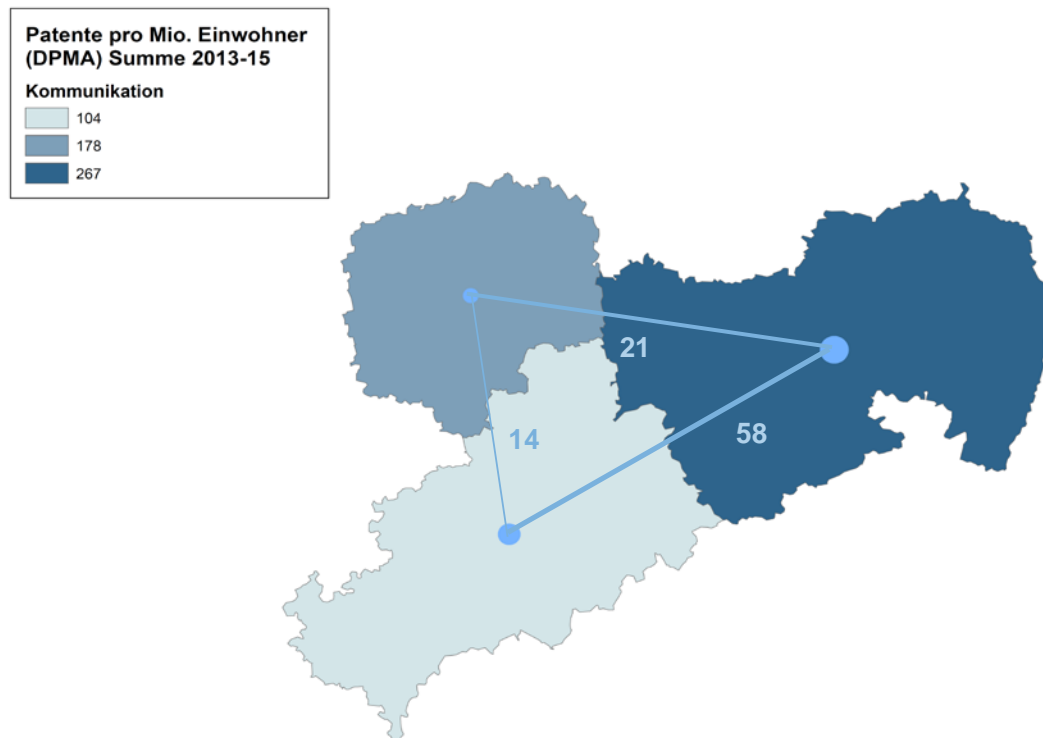 Patente pro Mio. Einwohner
(DPMA) Summe 2013-15
Kommunikation
104
178
267
21
58
14